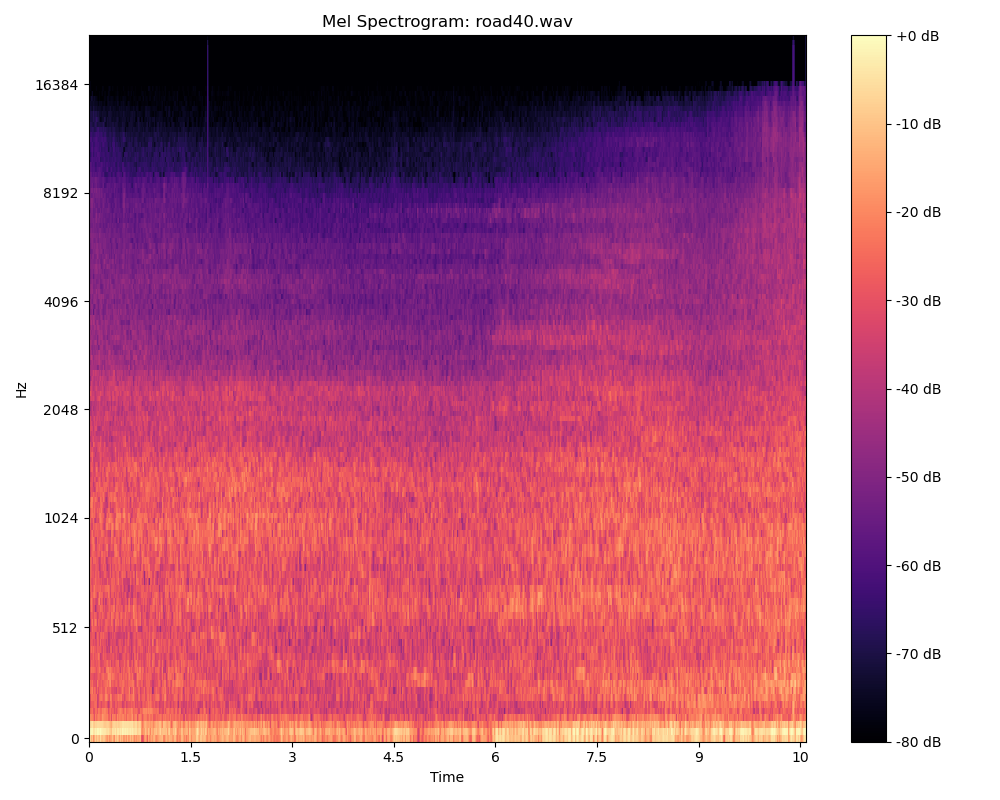 Mel Spectrogram: road40.wav
Hz
16384
8192
4096
2048
1024
512
0
0 1.5 3 4.5 6 7.5 9 10
Time
+0 dB
-10 dB
-20 dB
-30 dB
-40 dB
-50 dB
-60 dB
-70 dB
-80 dB